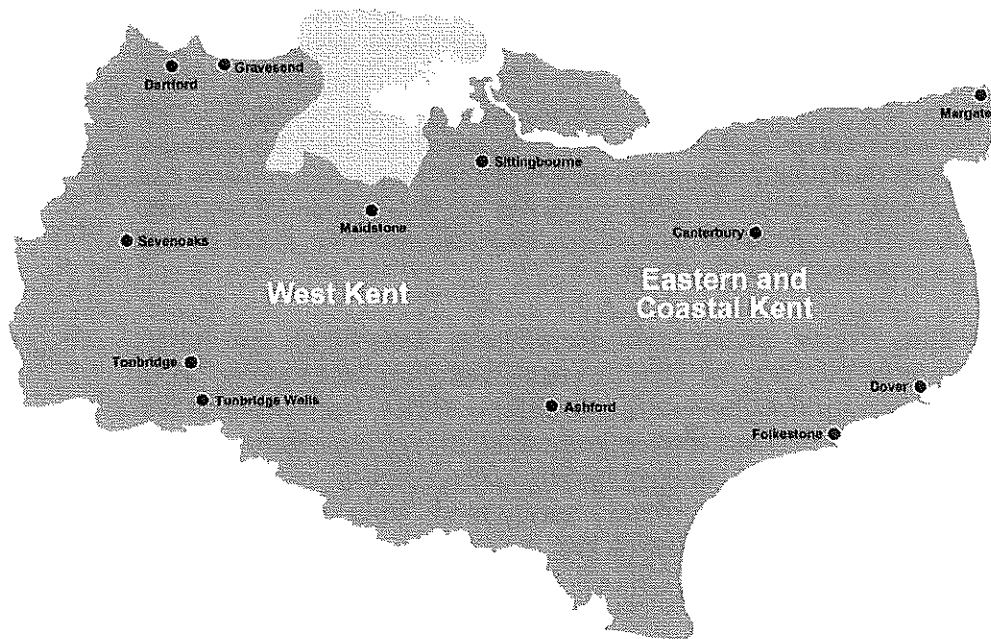 Gravesend
Dartford
Margate
Sittingbourne
Maidstone
Canterbury
Sevenoaks
West Kent
Eastern and
Coastal Kent
Tonbridge
Dover
Tunbridge Wells
Ashford
Folkestone